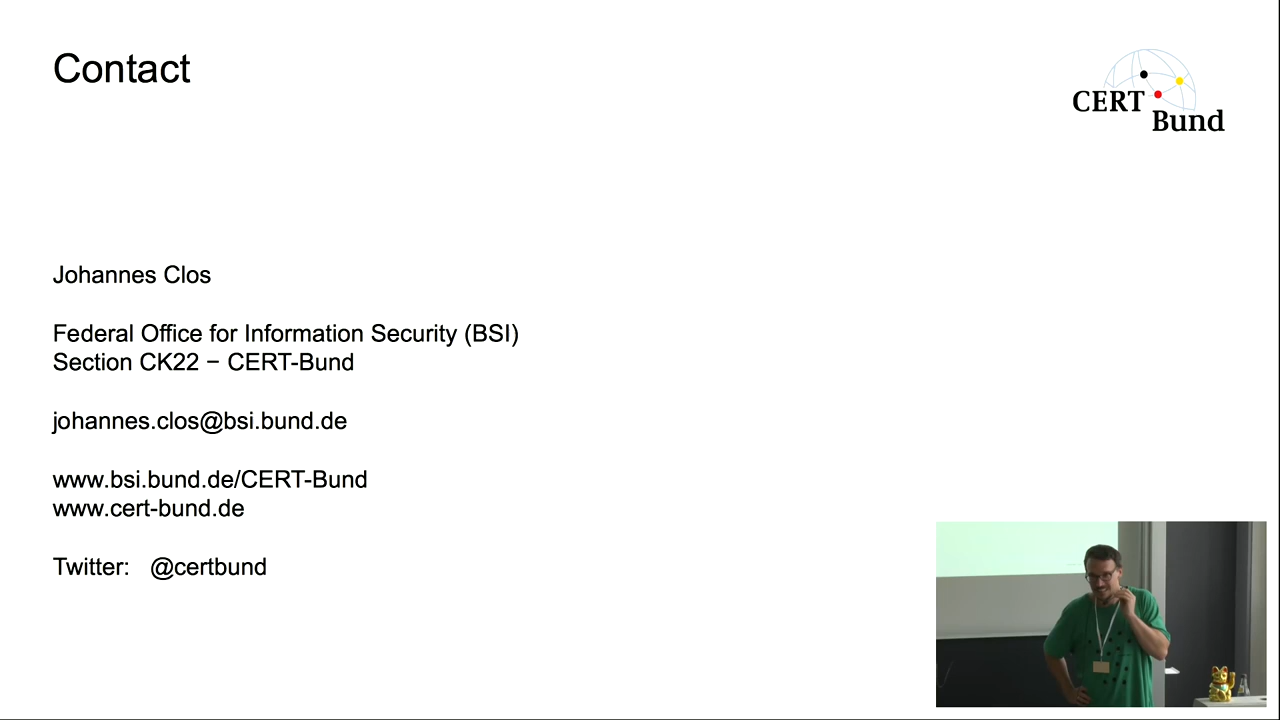 Contact
CERT
Bund
Johannes Clos
Federal Office for Information Security (BSI)
Section CK22 − CERT-Bund
johannes.clos@bsi.bund.de
www.bsi.bund.de/CERT-Bund
www.cert-bund.de
Twitter: @certbund